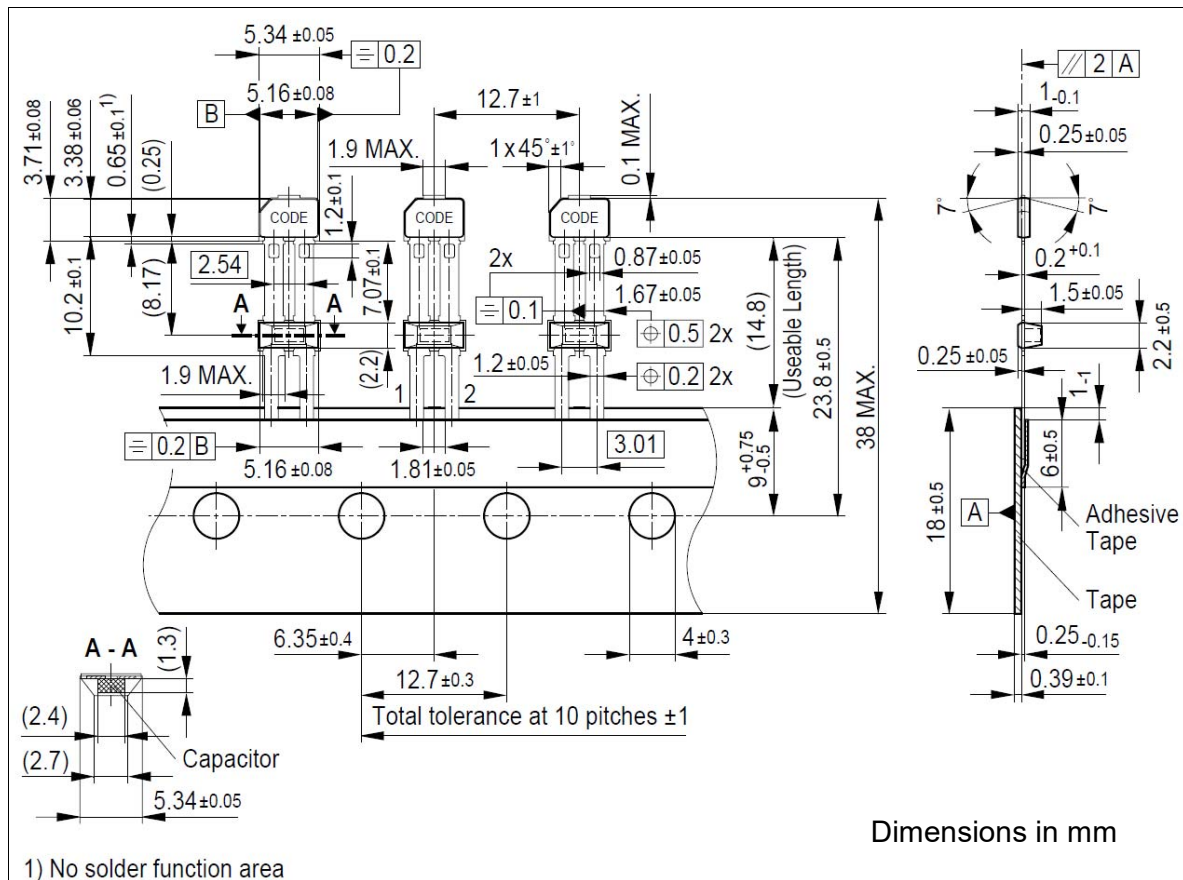 5.34 ±0.05
⌯ 0.2
5.16±0.08
B
12.7±1
1.9 MAX.
1 x 45°±1°
0.1 MAX.
3.71±0.08
3.38±0.06
0.65±0.1 1)
(0.25)
1.2±0.1
CODE
CODE
CODE
10.2±0.1
(8.17)
2.54
7.07±0.1
2x
⌯ 0.1
0.87±0.05
1.67±0.05
⌖ 0.5 2x
A
A
(2.2)
1.2±0.05
⌖ 0.2 2x
1.9 MAX.
1
2
(14.8)
(Useable Length)
23.8±0.5
38 MAX.
⌯ 0.2 B
5.16±0.08
1.81±0.05
3.01
9 +0.75 -0.5
6.35±0.4
4±0.3
12.7±0.3
Total tolerance at 10 pitches ±1
A - A
(1.3)
(2.4)
(2.7)
Capacitor
5.34±0.05
// 2 A
1-0.1
0.25±0.05
7°
7°
0.2+0.1
1.5±0.05
2.2±0.5
0.25 ±0.05
1-1
6±0.5
18±0.5
A
Adhesive
Tape
Tape
0.25-0.15
0.39±0.1
Dimensions in mm
1) No solder function area